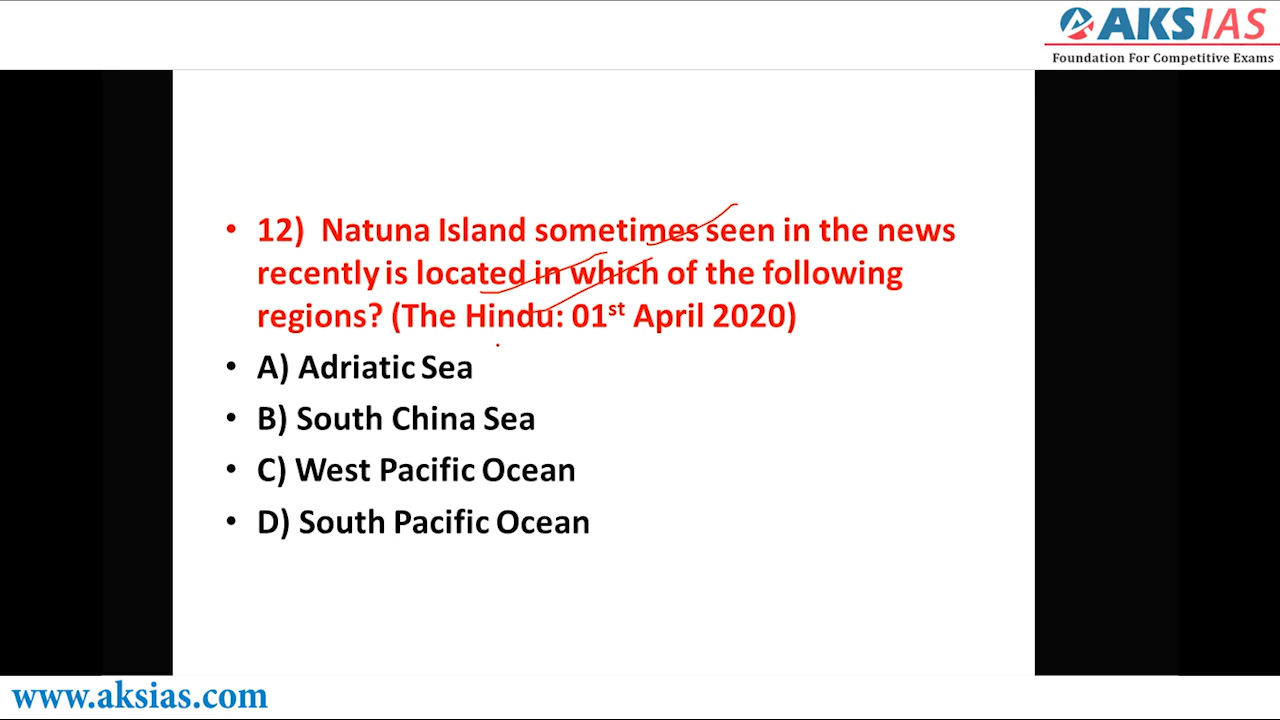 AKS IAS
Foundation For Competitive Exams
• 12) Natuna Island sometimes seen in the news
recently is located in which of the following
regions? (The Hindu: 01st April 2020)
• A) Adriatic Sea
• B) South China Sea
• C) West Pacific Ocean
• D) South Pacific Ocean
www.aksias.com